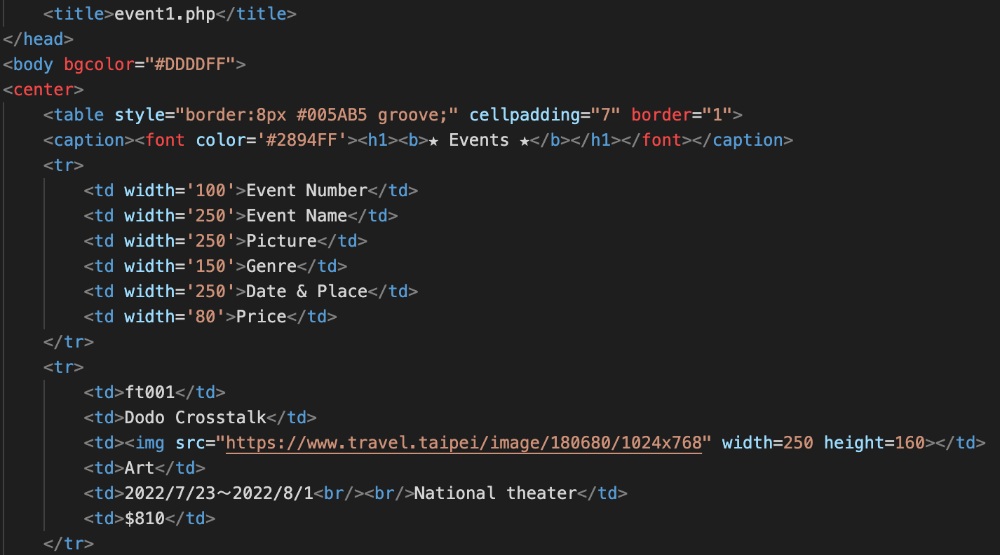 <title>event1.php</title>
</head>
<body bgcolor="#DDDDFF">
<center>
<table style="border:8px #005AB5 groove;" cellpadding="7" border="1">
<caption><font color='#2894FF'><h1><b>★ Events ★</b></h1></font></caption>
<tr>
<td width='100'>Event Number</td>
<td width='250'>Event Name</td>
<td width='250'>Picture</td>
<td width='150'>Genre</td>
<td width='250'>Date & Place</td>
<td width='80'>Price</td>
</tr>
<tr>
<td>ft001</td>
<td>Dodo Crosstalk</td>
<td><img src="https://www.travel.taipei/image/180680/1024x768" width=250 height=160></td>
<td>Art</td>
<td>2022/7/23～2022/8/1<br/><br/>National theater</td>
<td>$810</td>
</tr>